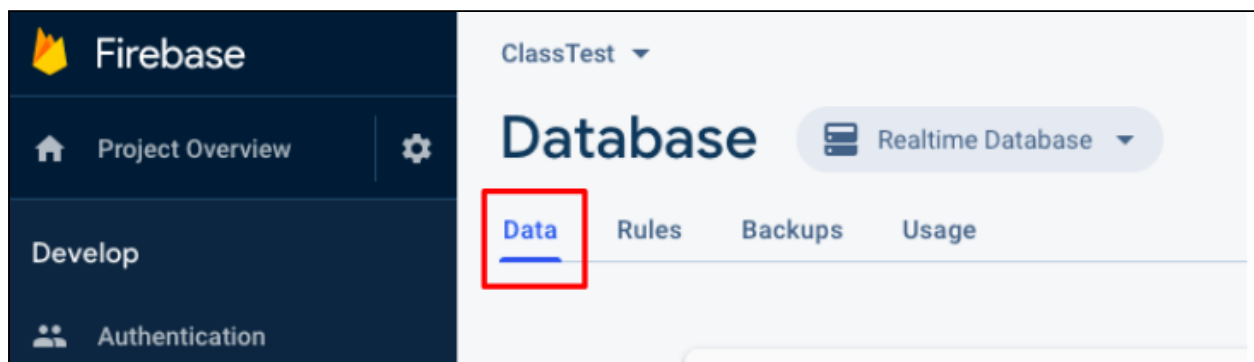 Firebase
Project Overview
Develop
Authentication
ClassTest
Database
Realtime Database
Data Rules Backups Usage